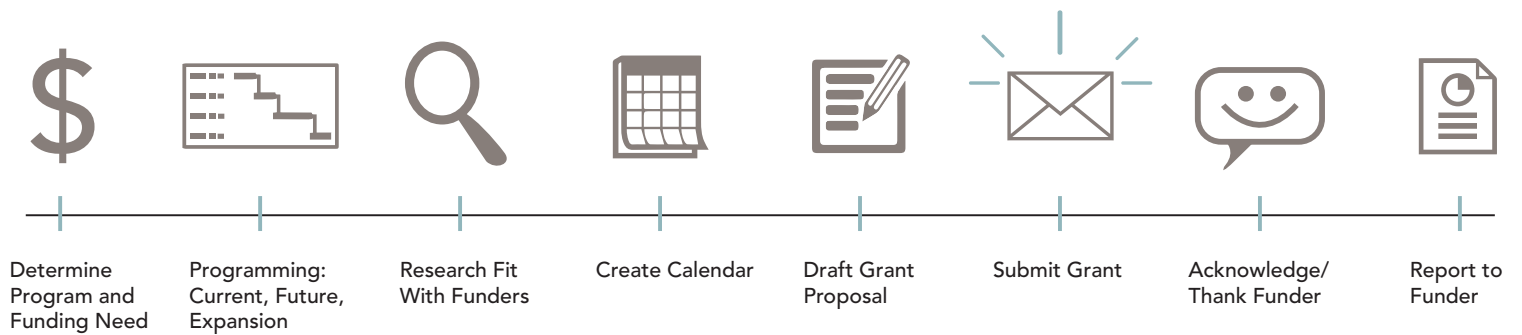 Determine
Program and
Funding Need
Programming:
Current, Future,
Expansion
Research Fit
With Funders
Create Calendar
Draft Grant
Proposal
Submit Grant
Acknowledge/
Thank Funder
Report to
Funder